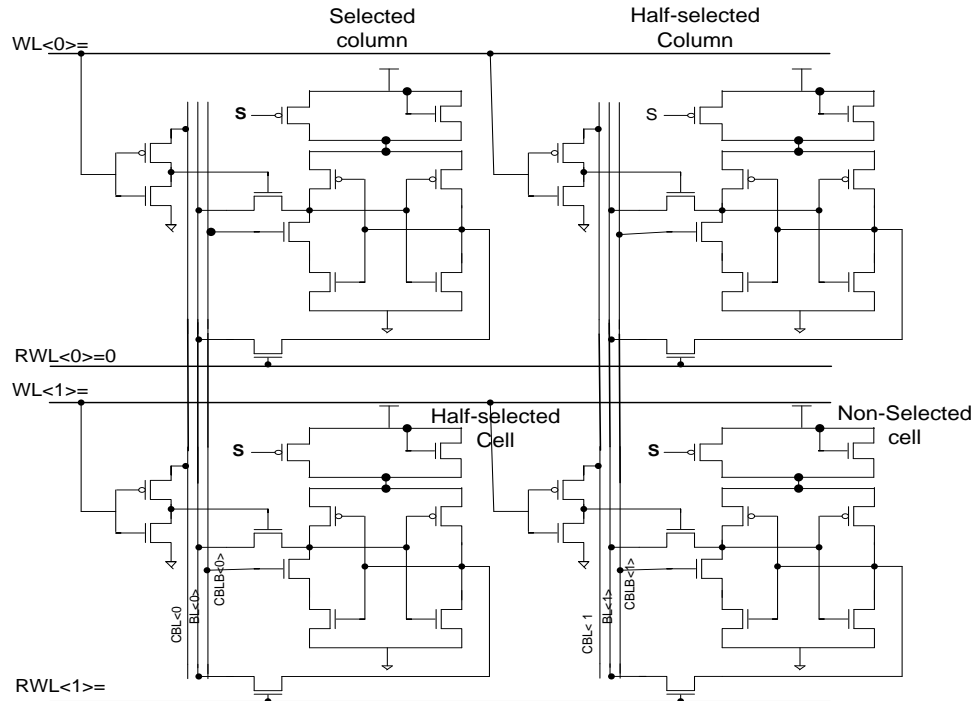 Selected
column
Half-selected
Column
WL<0>=
S
S
RWL<0>=0
WL<1>=
Half-selected
Cell
Non-Selected
cell
S
S
CBL<0
BL<0>
CBLB<0>
CBL< 1
BL<1>
CBLB<1>
RWL<1>=